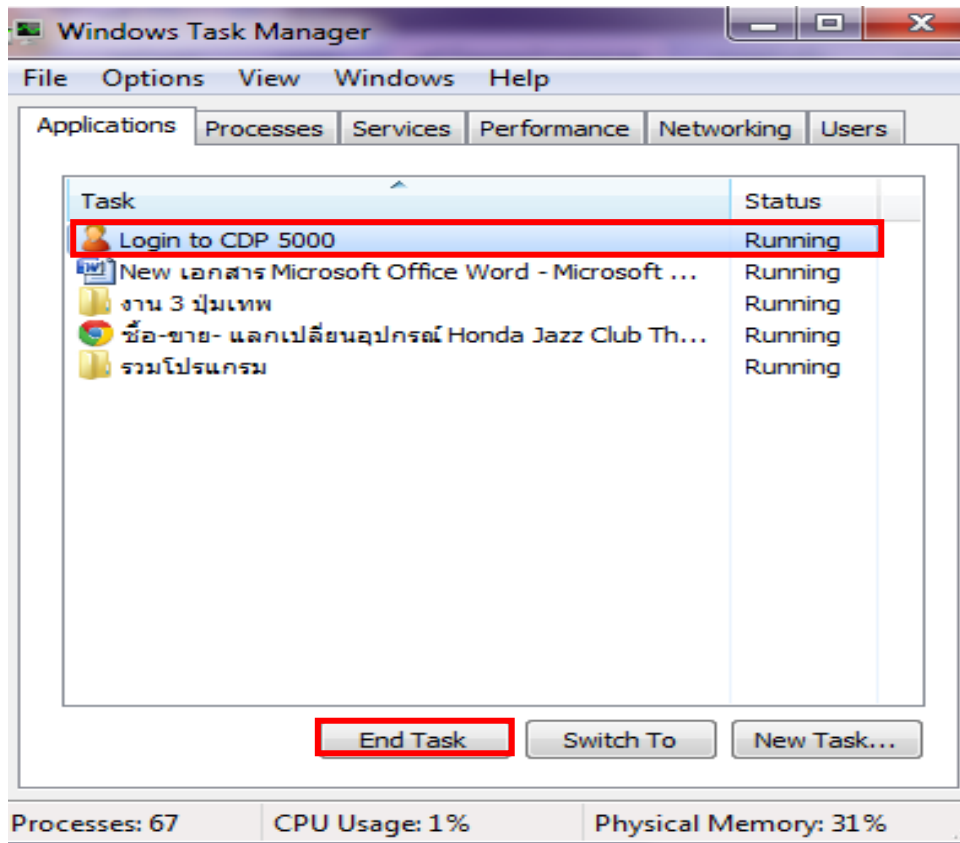 Windows Task Manager
File Options View Windows Help
Applications Processes Services Performance Networking Users
Task Status
Login to CDP 5000 Running
New เอกสาร Microsoft Office Word - Microsoft ... Running
งาน 3 ปุ่มเทพ Running
ซื้อ-ขาย- แลกเปลี่ยนอุปกรณ์ Honda Jazz Club Th... Running
รวมโปรแกรม Running
End Task Switch To New Task...
Processes: 67 CPU Usage: 1% Physical Memory: 31%